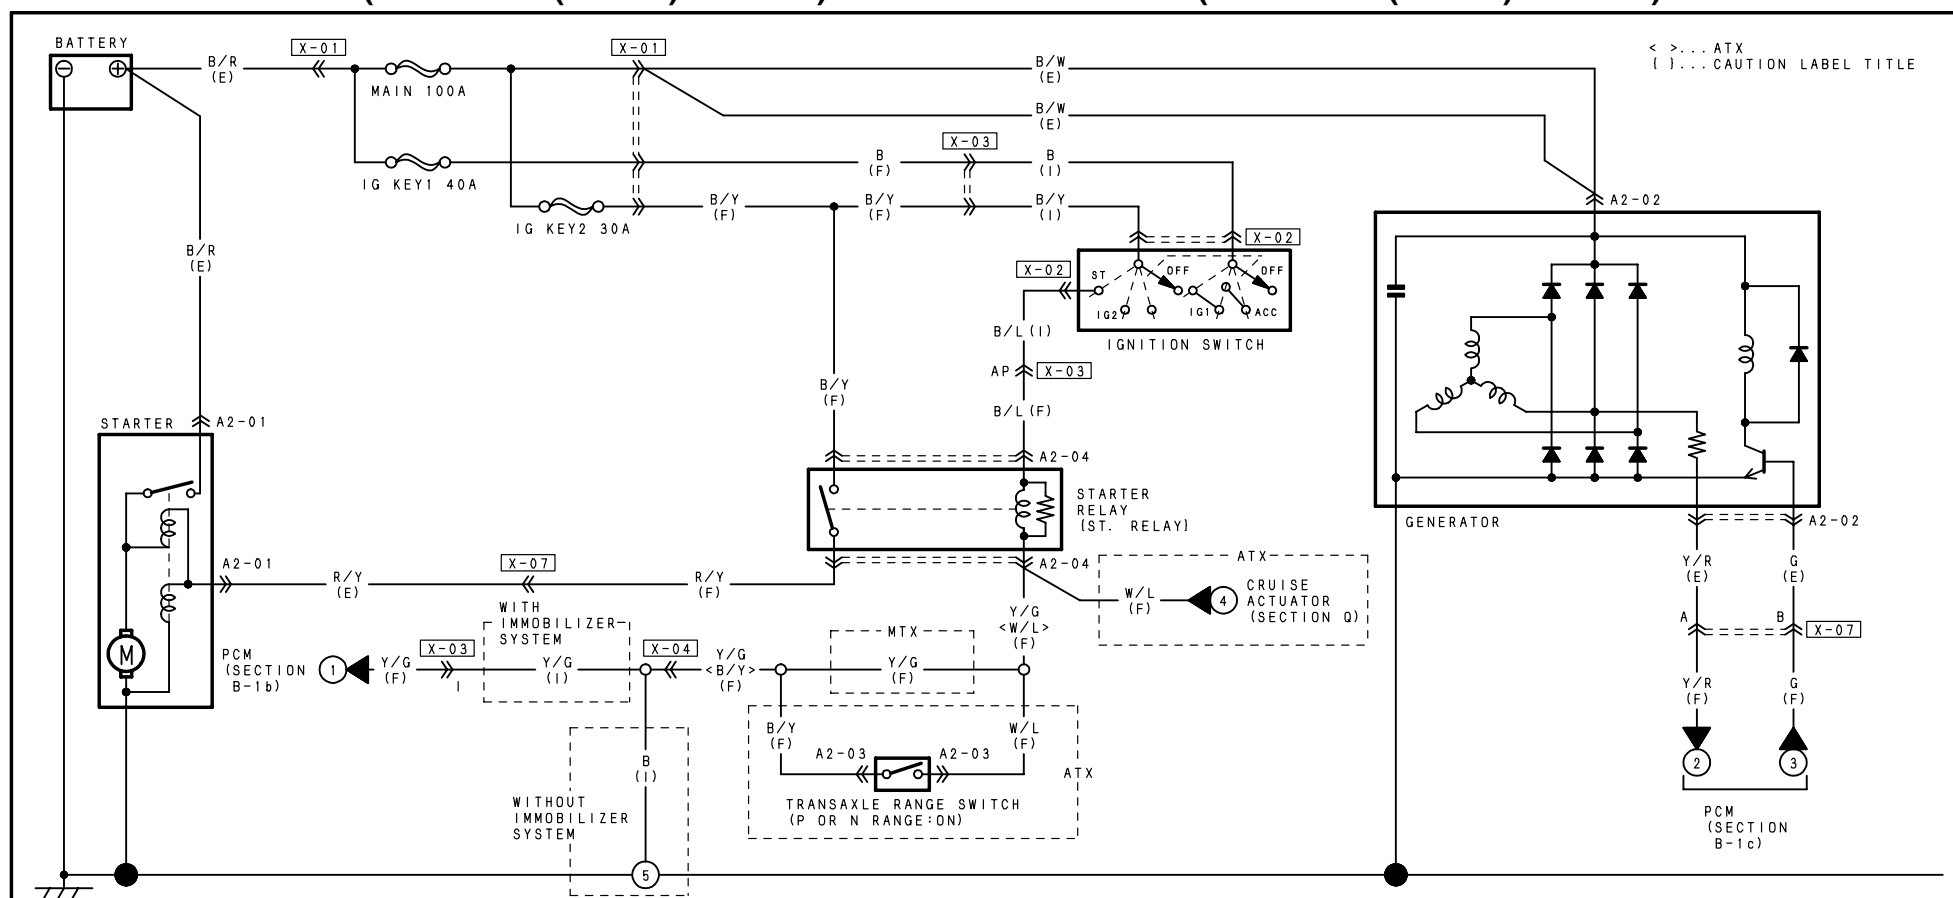 BATTERY
B/R
(E)
X-01
MAIN 100A
X-01
B/W
(E)
< >...ATX
{ }...CAUTION LABEL TITLE
B/W
(E)
IG KEY1 40A
B
(F)
X-03
B
(I)
IG KEY2 30A
B/Y
(F)
B/Y
(F)
B/Y
(I)
A2-02
X-02
X-02
ST
OFF
OFF
IG2
IG1
ACC
IGNITION SWITCH
B/R
(E)
B/L(I)
AP
X-03
B/L(F)
B/Y
(F)
STARTER
A2-01
A2-04
STARTER
RELAY
{ST. RELAY}
GENERATOR
A2-02
A2-01
R/Y
(E)
X-07
R/Y
(F)
A2-04
ATX
W/L
(F)
4
CRUISE
ACTUATOR
(SECTION Q)
Y/R
(E)
G
(E)
A
B
X-07
M
PCM
(SECTION
B-1b)
1
Y/G
(F)
X-03
I
WITH
IMMOBILIZER
SYSTEM
Y/G
(I)
X-04
Y/G
<B/Y>
(F)
MTX
Y/G
(F)
Y/G
<W/L>
(F)
Y/R
(F)
G
(F)
B/Y
(F)
A2-03
A2-03
W/L
(F)
ATX
TRANSAXLE RANGE SWITCH
(P OR N RANGE:ON)
B
(I)
WITHOUT
IMMOBILIZER
SYSTEM
5
2
3
PCM
(SECTION
B-1c)